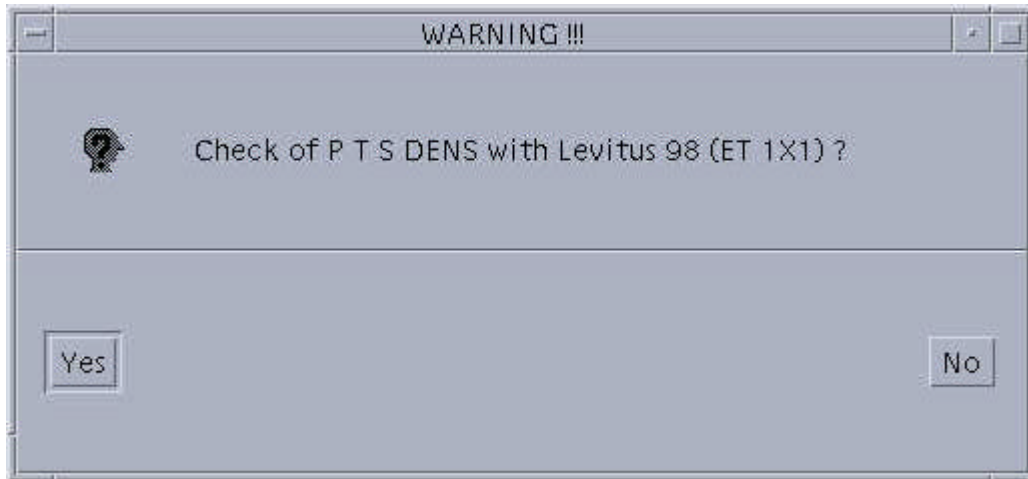 WARNING !!!
Check of P T S DENS with Levitus 98 (ET 1X1) ?
Yes
No